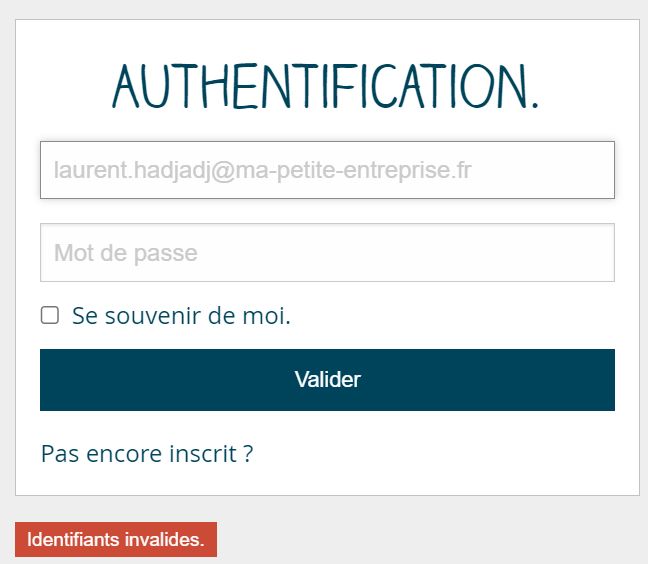 AUTHENTIFICATION.
laurent.hadjadj@ma-petite-entreprise.fr
Mot de passe
Se souvenir de moi.
Valider
Pas encore inscrit ?
Identifiants invalides.